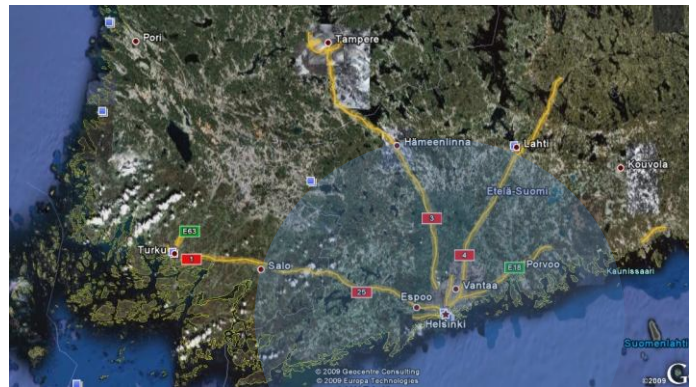 Pori
Tampere
Hämeenlinna
Lahti
Kouvola
Etelä-Suomi
E63
3
Turku
1
4
Salo
E18
Porvoo
Kaunissaari
25
Vantaa
Espoo
Helsinki
Suomenlahti
© 2009 Geocentre Consulting
© 2009 Europa Technologies
©2009 G